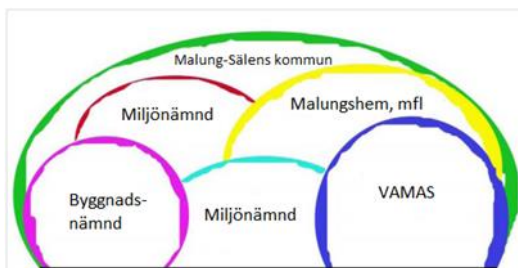 Malung-Sälens kommun
Miljönämnd
Malungshem, mfl
Byggnads-
nämnd
Miljönämnd
VAMAS